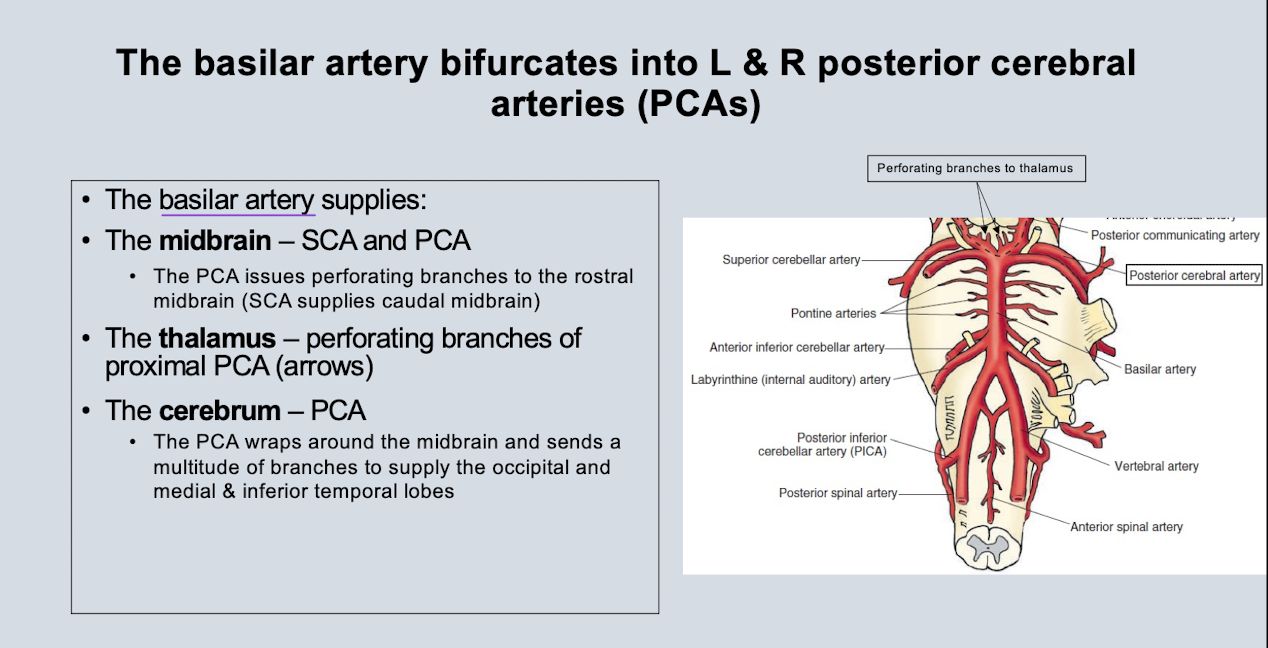 The basilar artery bifurcates into L & R posterior cerebral
arteries (PCAs)
• The basilar artery supplies:
• The midbrain – SCA and PCA
• The PCA issues perforating branches to the rostral
midbrain (SCA supplies caudal midbrain)
• The thalamus – perforating branches of
proximal PCA (arrows)
• The cerebrum – PCA
• The PCA wraps around the midbrain and sends a
multitude of branches to supply the occipital and
medial & inferior temporal lobes
Perforating branches to thalamus
Posterior communicating artery
Superior cerebellar artery
Posterior cerebral artery
Pontine arteries
Anterior inferior cerebellar artery
Basilar artery
Labyrinthine (internal auditory) artery
Posterior inferior
cerebellar artery (PICA)
Vertebral artery
Posterior spinal artery
Anterior spinal artery